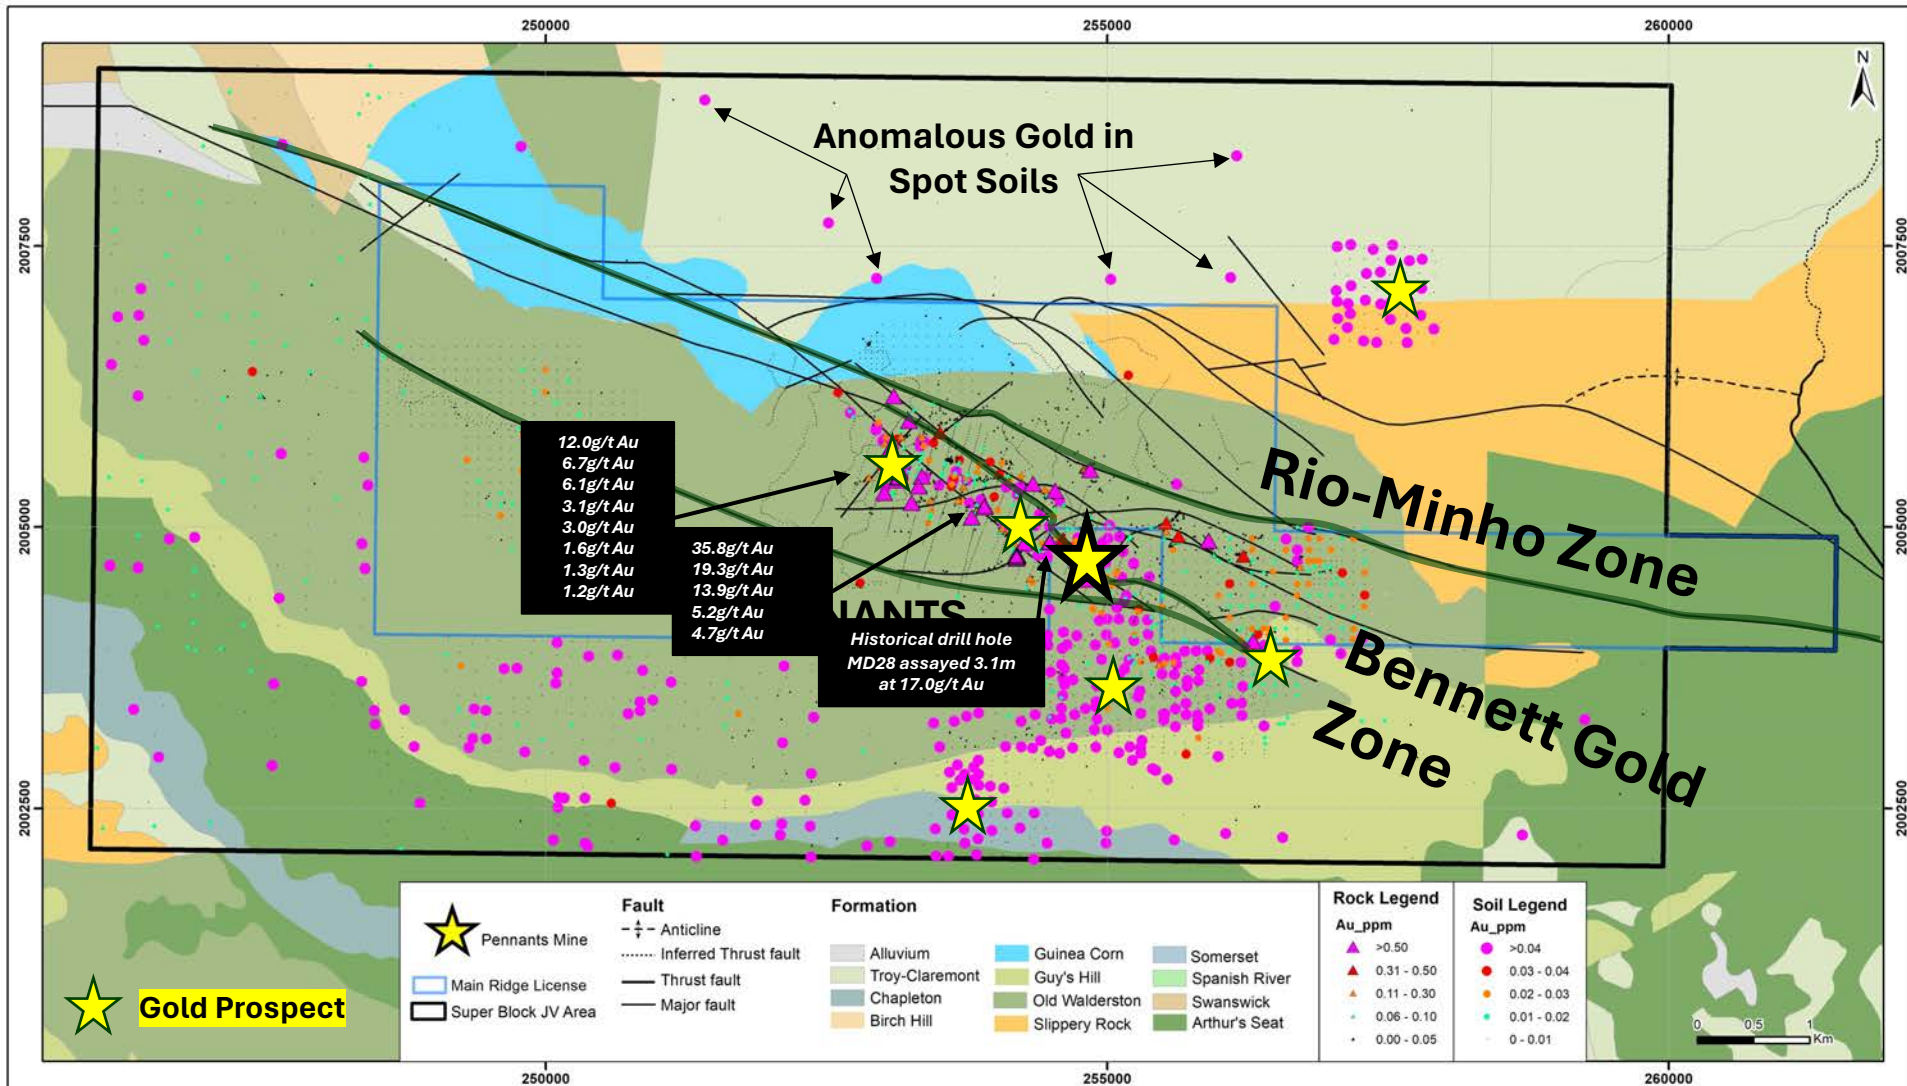 250000
255000
260000
N
Anomalous Gold in
Spot Soils
2007500
2007500
12.0g/t Au
6.7g/t Au
6.1g/t Au
3.1g/t Au
3.0g/t Au
1.6g/t Au
1.3g/t Au
1.2g/t Au
35.8g/t Au
19.3g/t Au
13.9g/t Au
5.2g/t Au
4.7g/t Au
Historical drill hole
MD28 assayed 3.1m
at 17.0g/t Au
NANTS
Rio-Minho Zone
Bennett Gold
Zone
2005000
2005000
2002500
2002500
Gold Prospect
Pennants Mine
Main Ridge License
Super Block JV Area
Fault
Anticline
Inferred Thrust fault
Thrust fault
Major fault
Formation
Alluvium
Troy-Claremont
Chapleton
Birch Hill
Guinea Corn
Guy's Hill
Old Walderston
Slippery Rock
Somerset
Spanish River
Swanswick
Arthur's Seat
Rock Legend
Au_ppm
>0.50
0.31 - 0.50
0.11 - 0.30
0.06 - 0.10
0.00 - 0.05
Soil Legend
Au_ppm
>0.04
0.03 - 0.04
0.02 - 0.03
0.01 - 0.02
0 - 0.01
0 0.5 1
Km
250000
255000
260000